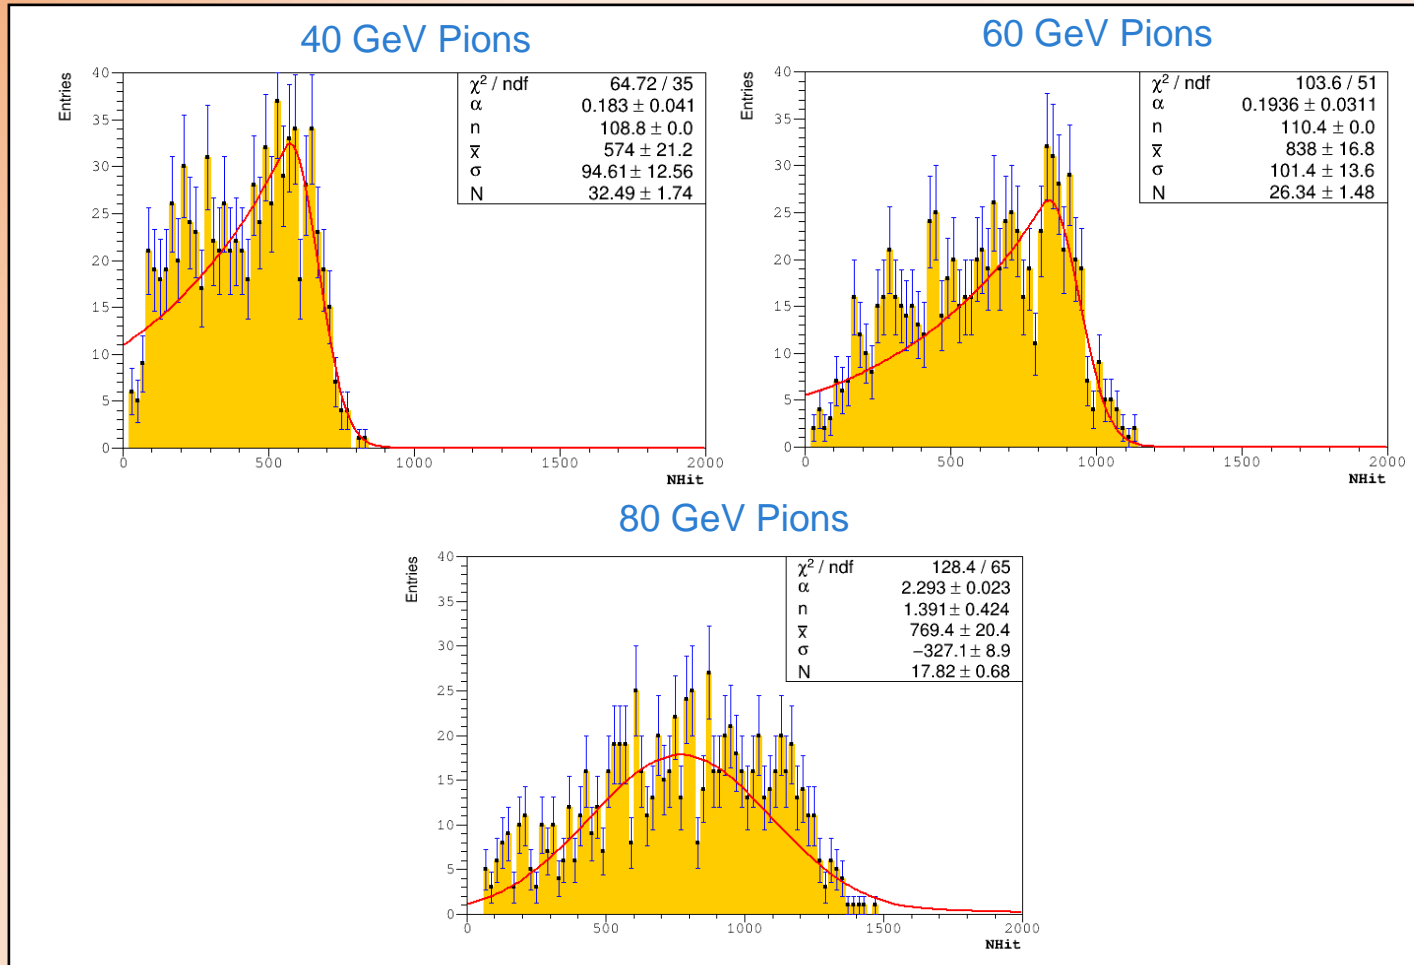 40 GeV Pions
Entries
40
35
30
25
20
15
10
5
0
0 500 1000 1500 2000
NHit
χ² / ndf 64.72 / 35
α 0.183 ± 0.041
n 108.8 ± 0.0
x̅ 574 ± 21.2
σ 94.61 ± 12.56
N 32.49 ± 1.74
60 GeV Pions
Entries
40
35
30
25
20
15
10
5
0
0 500 1000 1500 2000
NHit
χ² / ndf 103.6 / 51
α 0.1936 ± 0.0311
n 110.4 ± 0.0
x̅ 838 ± 16.8
σ 101.4 ± 13.6
N 26.34 ± 1.48
80 GeV Pions
Entries
40
35
30
25
20
15
10
5
0
0 500 1000 1500 2000
NHit
χ² / ndf 128.4 / 65
α 2.293 ± 0.023
n 1.391 ± 0.424
x̅ 769.4 ± 20.4
σ −327.1 ± 8.9
N 17.82 ± 0.68